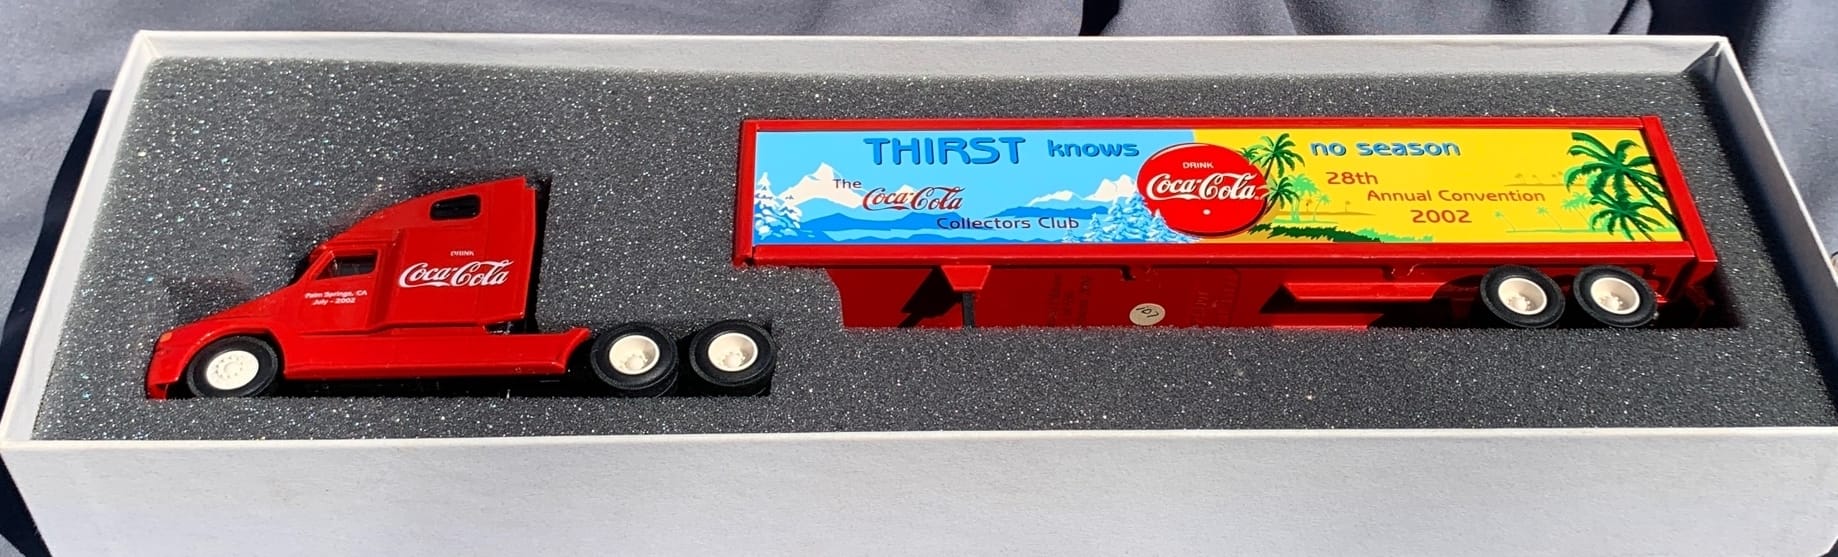 THIRST knows
no season
The
Coca-Cola
Collectors Club
DRINK
Coca-Cola
28th
Annual Convention
2002
DRINK
Coca-Cola
Palm Springs, CA
July - 2002